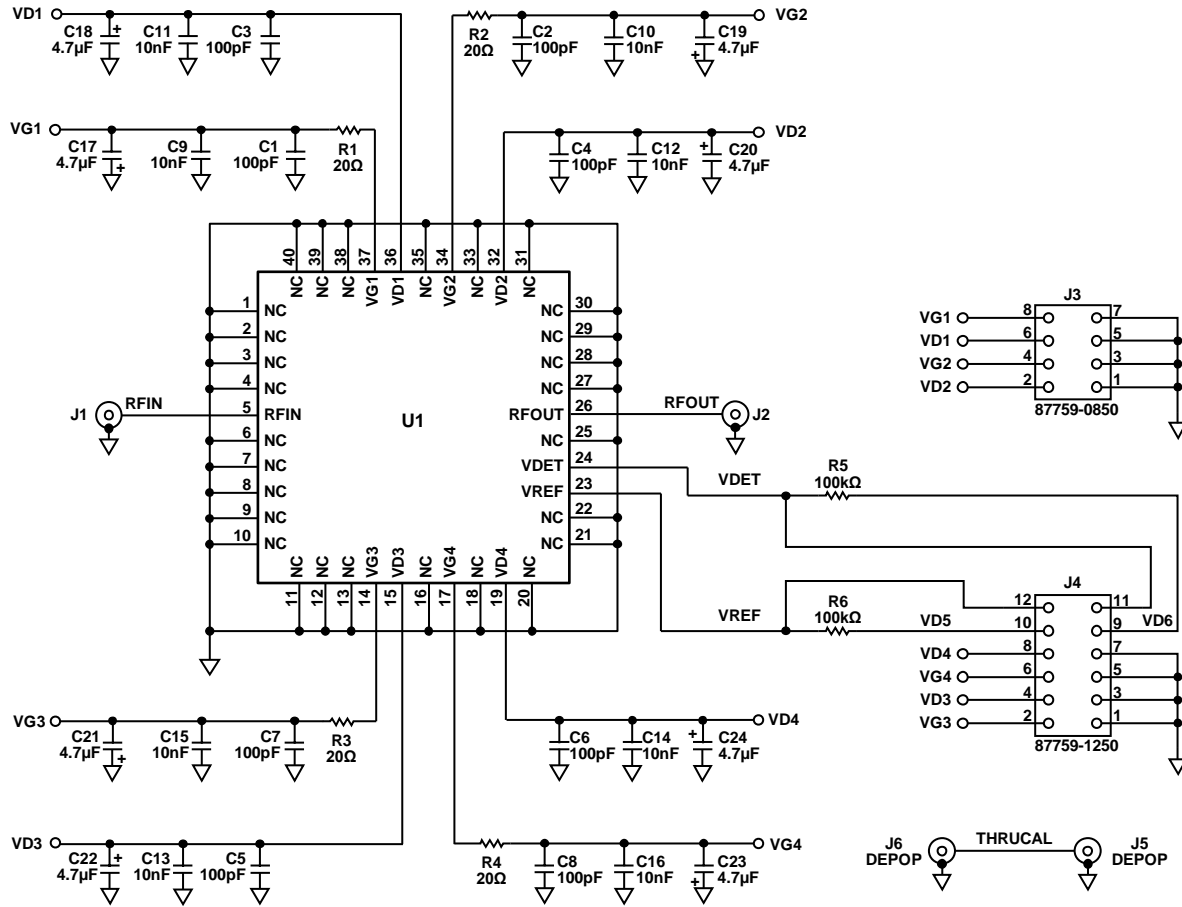 VD1
C18
4.7µF
+
C11
10nF
C3
100pF
R2
20Ω
C2
100pF
C10
10nF
C19
4.7µF
+
VG2
VG1
C17
4.7µF
+
C9
10nF
C1
100pF
R1
20Ω
C4
100pF
C12
10nF
+
C20
4.7µF
VD2
40
39
38
37
36
35
34
33
32
31
NC
NC
NC
VG1
VD1
NC
VG2
NC
VD2
NC
1
NC
2
NC
3
NC
4
NC
5
RFIN
6
NC
7
NC
8
NC
9
NC
10
NC
J1
RFIN
U1
NC
30
NC
29
NC
28
NC
27
RFOUT
26
NC
25
VDET
24
VREF
23
NC
22
NC
21
RFOUT
J2
NC
NC
NC
VG3
VD3
NC
VG4
NC
VD4
NC
11
12
13
14
15
16
17
18
19
20
J3
VG1
8
7
VD1
6
5
VG2
4
3
VD2
2
1
87759-0850
VDET
R5
100kΩ
VREF
R6
100kΩ
J4
12
11
VD5
10
9
VD6
VD4
8
7
VG4
6
5
VD3
4
3
VG3
2
1
87759-1250
VG3
C21
4.7µF
+
C15
10nF
C7
100pF
R3
20Ω
C6
100pF
C14
10nF
+
C24
4.7µF
VD4
VD3
C22
4.7µF
+
C13
10nF
C5
100pF
R4
20Ω
C8
100pF
C16
10nF
C23
4.7µF
+
VG4
J6
DEPOP
THRUCAL
J5
DEPOP